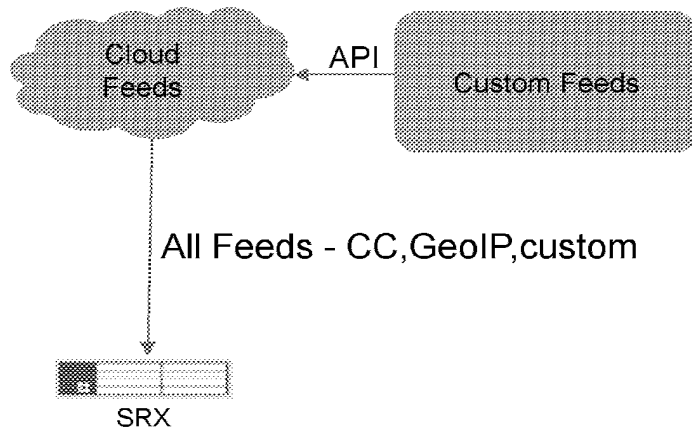 Cloud
Feeds
API
Custom Feeds
All Feeds - CC,GeoIP,custom
SRX